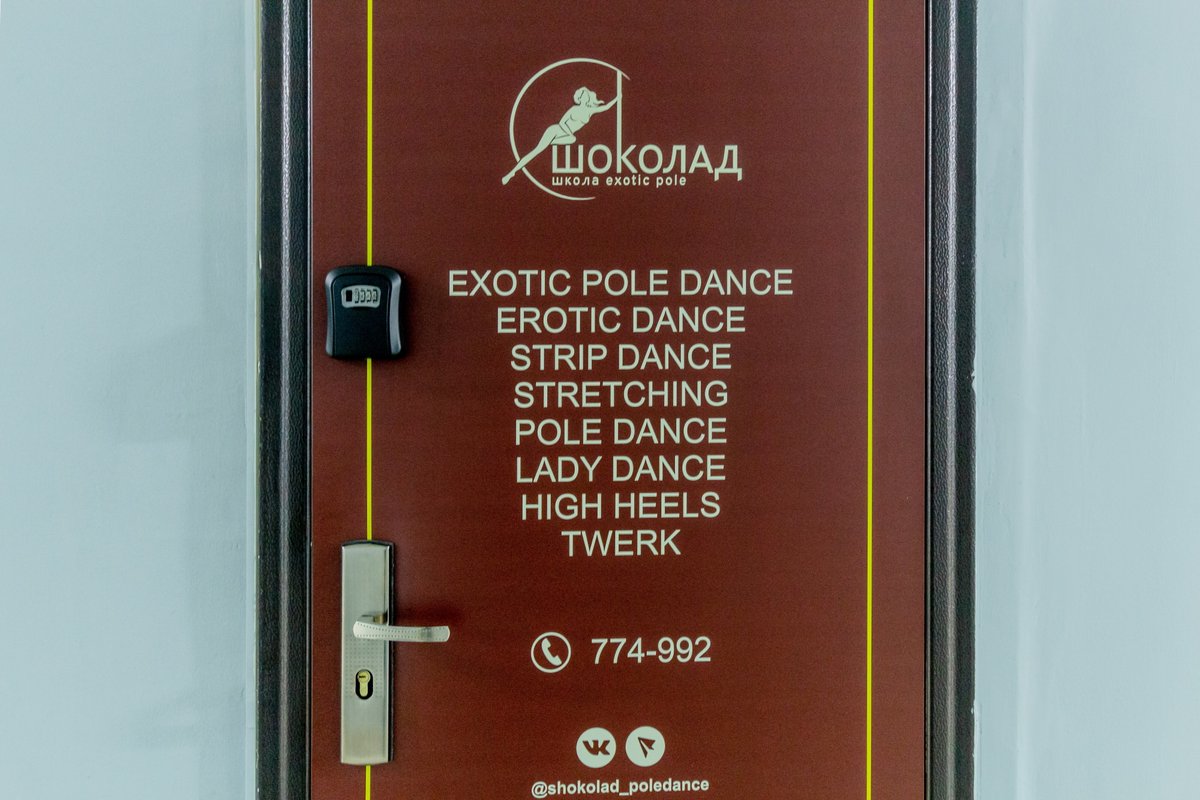 ШОКОЛАД
школа exotic pole
EXOTIC POLE DANCE
EROTIC DANCE
STRIP DANCE
STRETCHING
POLE DANCE
LADY DANCE
HIGH HEELS
TWERK
774-992
@shokolad_poledance